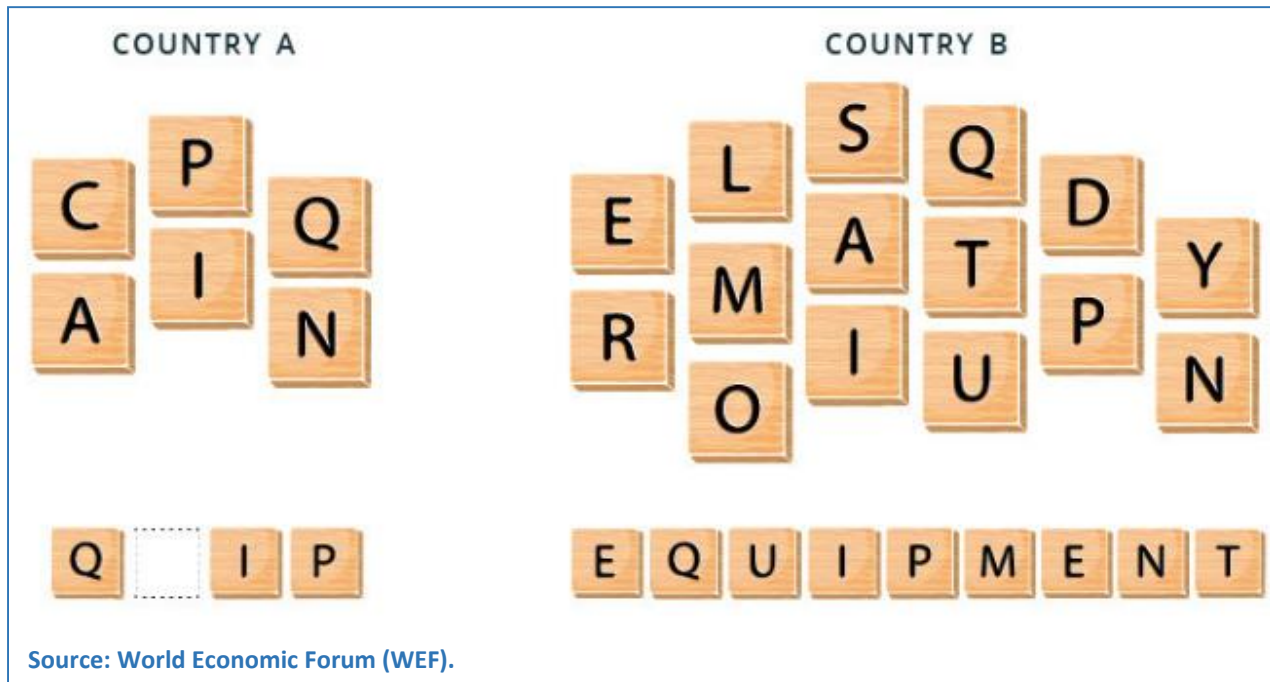 COUNTRY A
C P Q
A I N
Q I P
COUNTRY B
E L S Q D Y
R M A T P N
O I U
E Q U I P M E N T
Source: World Economic Forum (WEF).